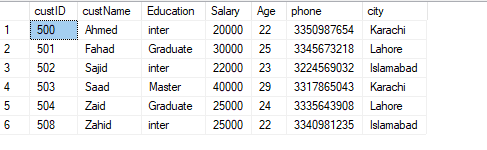 custID custName Education Salary Age phone city
1 500 Ahmed inter 20000 22 3350987654 Karachi
2 501 Fahad Graduate 30000 25 3345673218 Lahore
3 502 Sajid inter 22000 23 3224569032 Islamabad
4 503 Saad Master 40000 29 3317865043 Karachi
5 504 Zaid Graduate 25000 24 3335643908 Lahore
6 508 Zahid inter 25000 22 3340981235 Islamabad